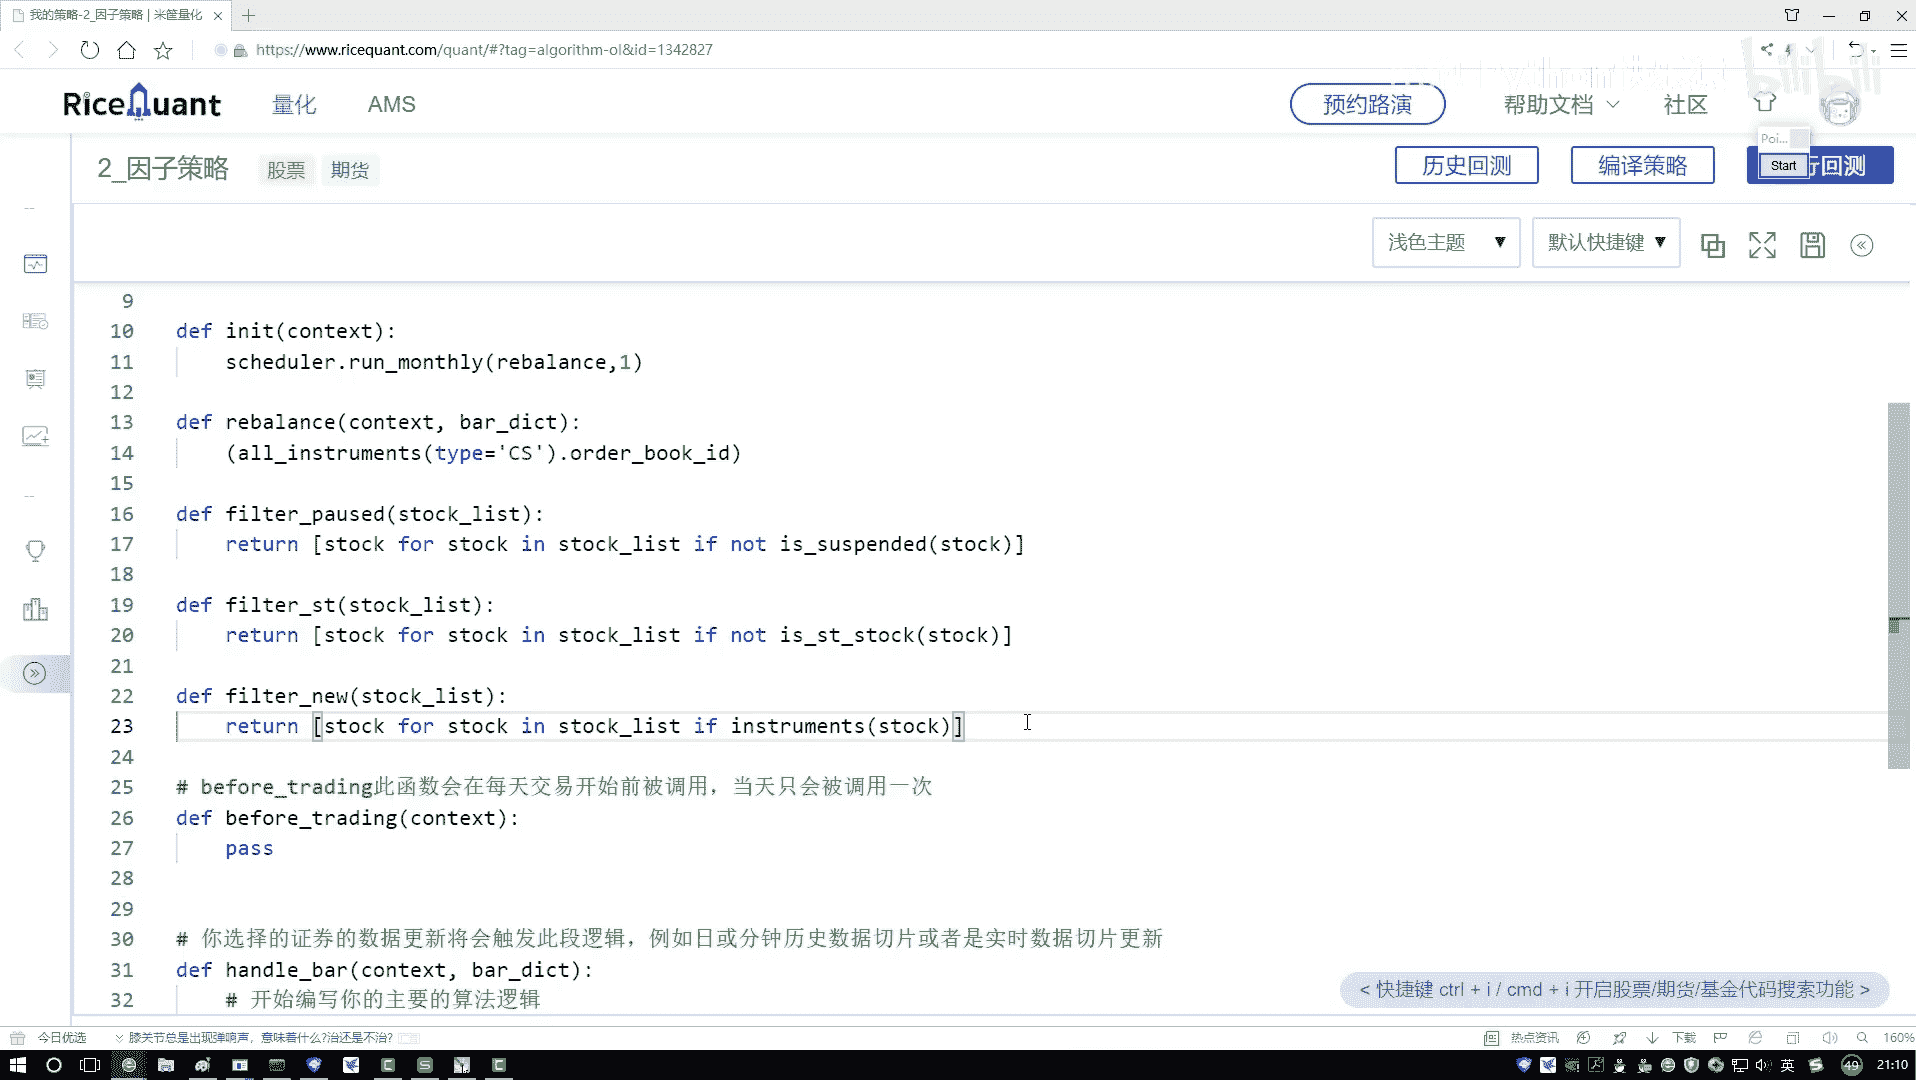 我的策略-2_因子策略 | 米筐量化
https://www.ricequant.com/quant/#?tag=algorithm-ol&id=1342827
RiceQuant 量化 AMS 预约路演 帮助文档 社区
Poi...
2_因子策略 股票 期货 历史回测 编译策略 Start 行回测
浅色主题 默认快捷键
9
10 def init(context):
11 scheduler.run_monthly(rebalance,1)
12
13 def rebalance(context, bar_dict):
14 (all_instruments(type='CS').order_book_id)
15
16 def filter_paused(stock_list):
17 return [stock for stock in stock_list if not is_suspended(stock)]
18
19 def filter_st(stock_list):
20 return [stock for stock in stock_list if not is_st_stock(stock)]
21
22 def filter_new(stock_list):
23 return [stock for stock in stock_list if instruments(stock)]
24
25 # before_trading此函数会在每天交易开始前被调用，当天只会被调用一次
26 def before_trading(context):
27 pass
28
29
30 # 你选择的证券的数据更新将会触发此段逻辑，例如日或分钟历史数据切片或者是实时数据切片更新
31 def handle_bar(context, bar_dict):
32 # 开始编写你的主要的算法逻辑
< 快捷键 ctrl + i / cmd + i 开启股票/期货/基金代码搜索功能 >
今日优选 膝关节总是出现弹响声，意味着什么?治还是不治? 热点资讯 下载 160%
英 49 21:10